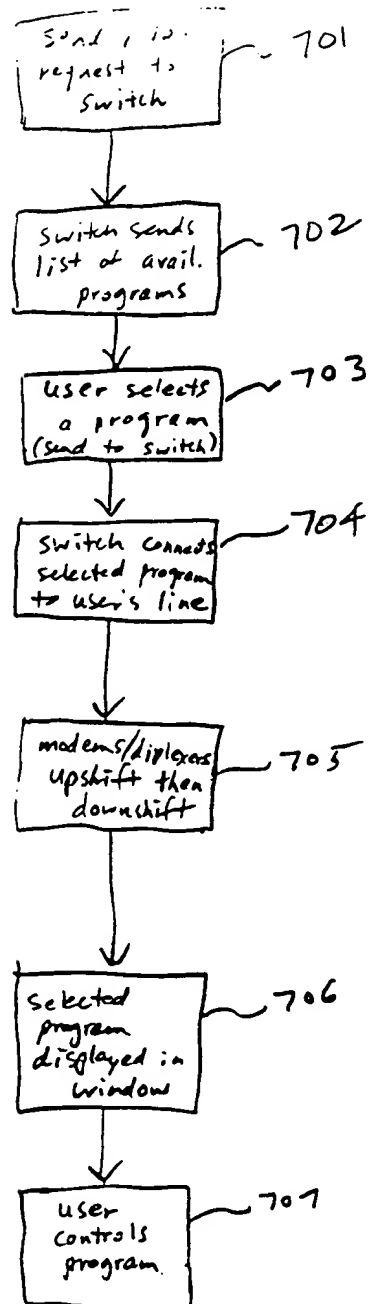 send
701
request to
switch
switch sends
702
list of avail.
programs
user selects
703
a program
(send to switch)
switch connects
704
selected program
to user's line
modems/diplexers
705
upshift then
downshift
selected
706
program
displayed in
window
user
707
controls
program.